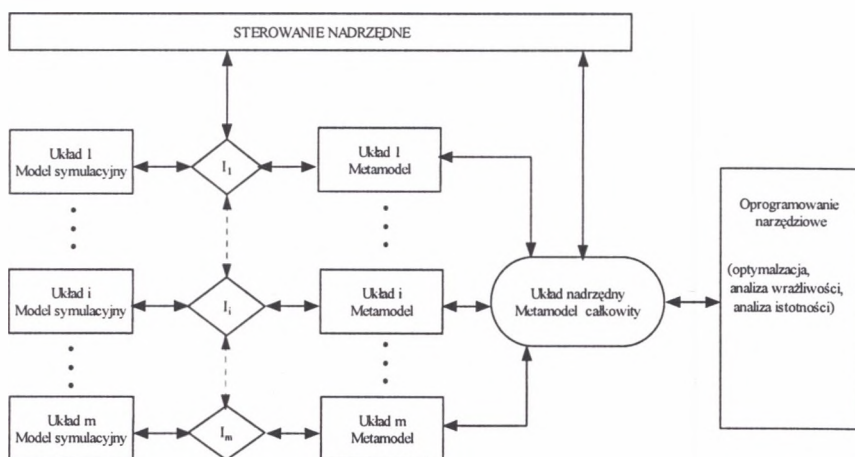 STEROWANIE NADRZĘDNE
Układ 1
Model symulacyjny
I1
Układ 1
Metamodel
Układ i
Model symulacyjny
Ii
Układ i
Metamodel
Układ nadrzędny
Metamodel całkowity
Oprogramowanie
narzędziowe
(optymalzacja,
analiza wrażliwości,
analiza istotności)
Układ m
Model symulacyjny
Im
Układ m
Metamodel